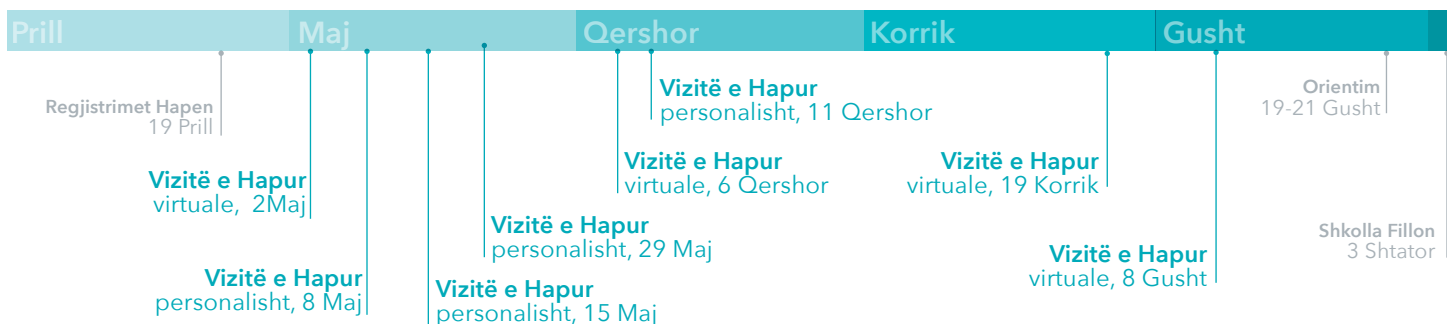 Prill
Maj
Qershor
Korrik
Gusht
Regjistrimet Hapen
19 Prill
Vizitë e Hapur
virtuale, 2Maj
Vizitë e Hapur
personalisht, 8 Maj
Vizitë e Hapur
personalisht, 15 Maj
Vizitë e Hapur
personalisht, 29 Maj
Vizitë e Hapur
virtuale, 6 Qershor
Vizitë e Hapur
personalisht, 11 Qershor
Vizitë e Hapur
virtuale, 19 Korrik
Vizitë e Hapur
virtuale, 8 Gusht
Orientim
19-21 Gusht
Shkolla Fillon
3 Shtator